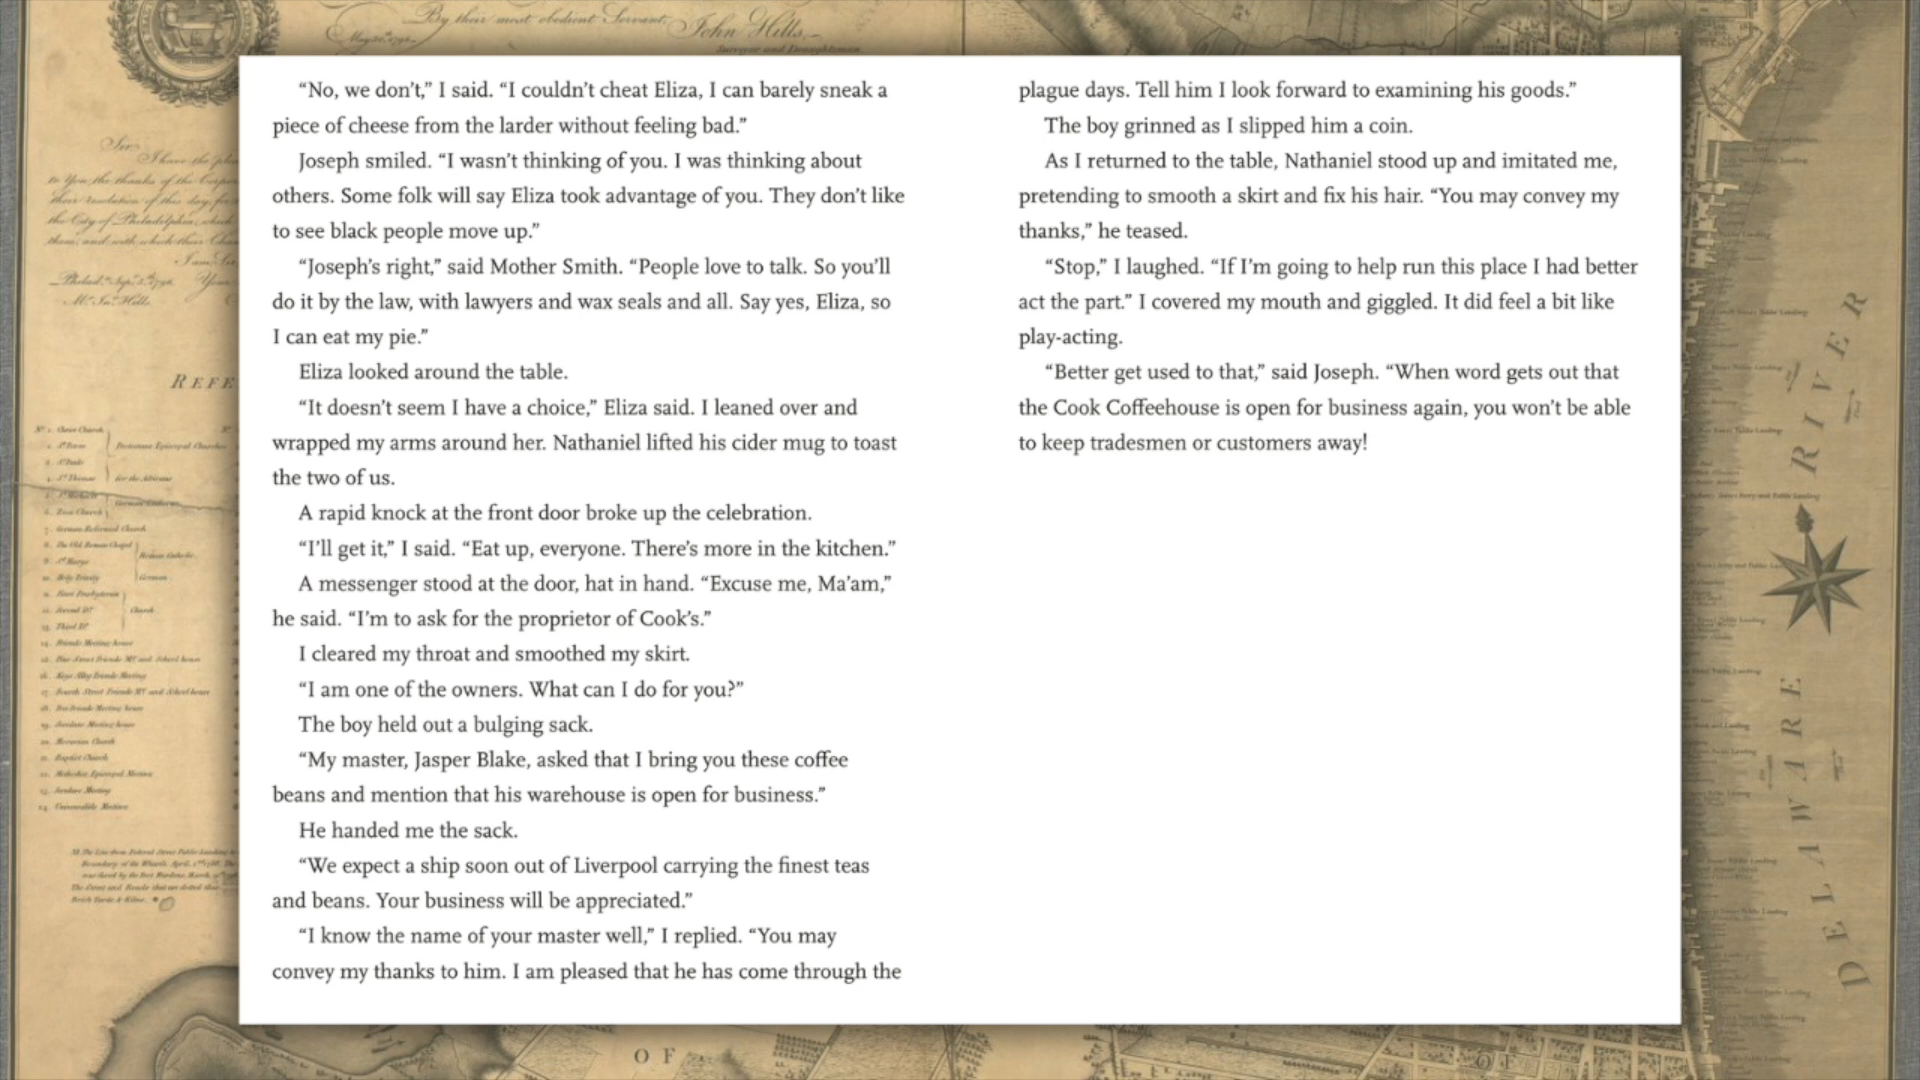 By their most obedient Servant,
John Hills,
Surveyor and Draughtsman
“No, we don’t,” I said. “I couldn’t cheat Eliza, I can barely sneak a
piece of cheese from the larder without feeling bad.”
Joseph smiled. “I wasn’t thinking of you. I was thinking about
others. Some folk will say Eliza took advantage of you. They don’t like
to see black people move up.”
“Joseph’s right,” said Mother Smith. “People love to talk. So you’ll
do it by the law, with lawyers and wax seals and all. Say yes, Eliza, so
I can eat my pie.”
Eliza looked around the table.
“It doesn’t seem I have a choice,” Eliza said. I leaned over and
wrapped my arms around her. Nathaniel lifted his cider mug to toast
the two of us.
A rapid knock at the front door broke up the celebration.
“I’ll get it,” I said. “Eat up, everyone. There’s more in the kitchen.”
A messenger stood at the door, hat in hand. “Excuse me, Ma’am,”
he said. “I’m to ask for the proprietor of Cook’s.”
I cleared my throat and smoothed my skirt.
“I am one of the owners. What can I do for you?”
The boy held out a bulging sack.
“My master, Jasper Blake, asked that I bring you these coffee
beans and mention that his warehouse is open for business.”
He handed me the sack.
“We expect a ship soon out of Liverpool carrying the finest teas
and beans. Your business will be appreciated.”
“I know the name of your master well,” I replied. “You may
convey my thanks to him. I am pleased that he has come through the
plague days. Tell him I look forward to examining his goods.”
The boy grinned as I slipped him a coin.
As I returned to the table, Nathaniel stood up and imitated me,
pretending to smooth a skirt and fix his hair. “You may convey my
thanks,” he teased.
“Stop,” I laughed. “If I’m going to help run this place I had better
act the part.” I covered my mouth and giggled. It did feel a bit like
play-acting.
“Better get used to that,” said Joseph. “When word gets out that
the Cook Coffeehouse is open for business again, you won’t be able
to keep tradesmen or customers away!
REFE
DELAWARE RIVER
OF
OF